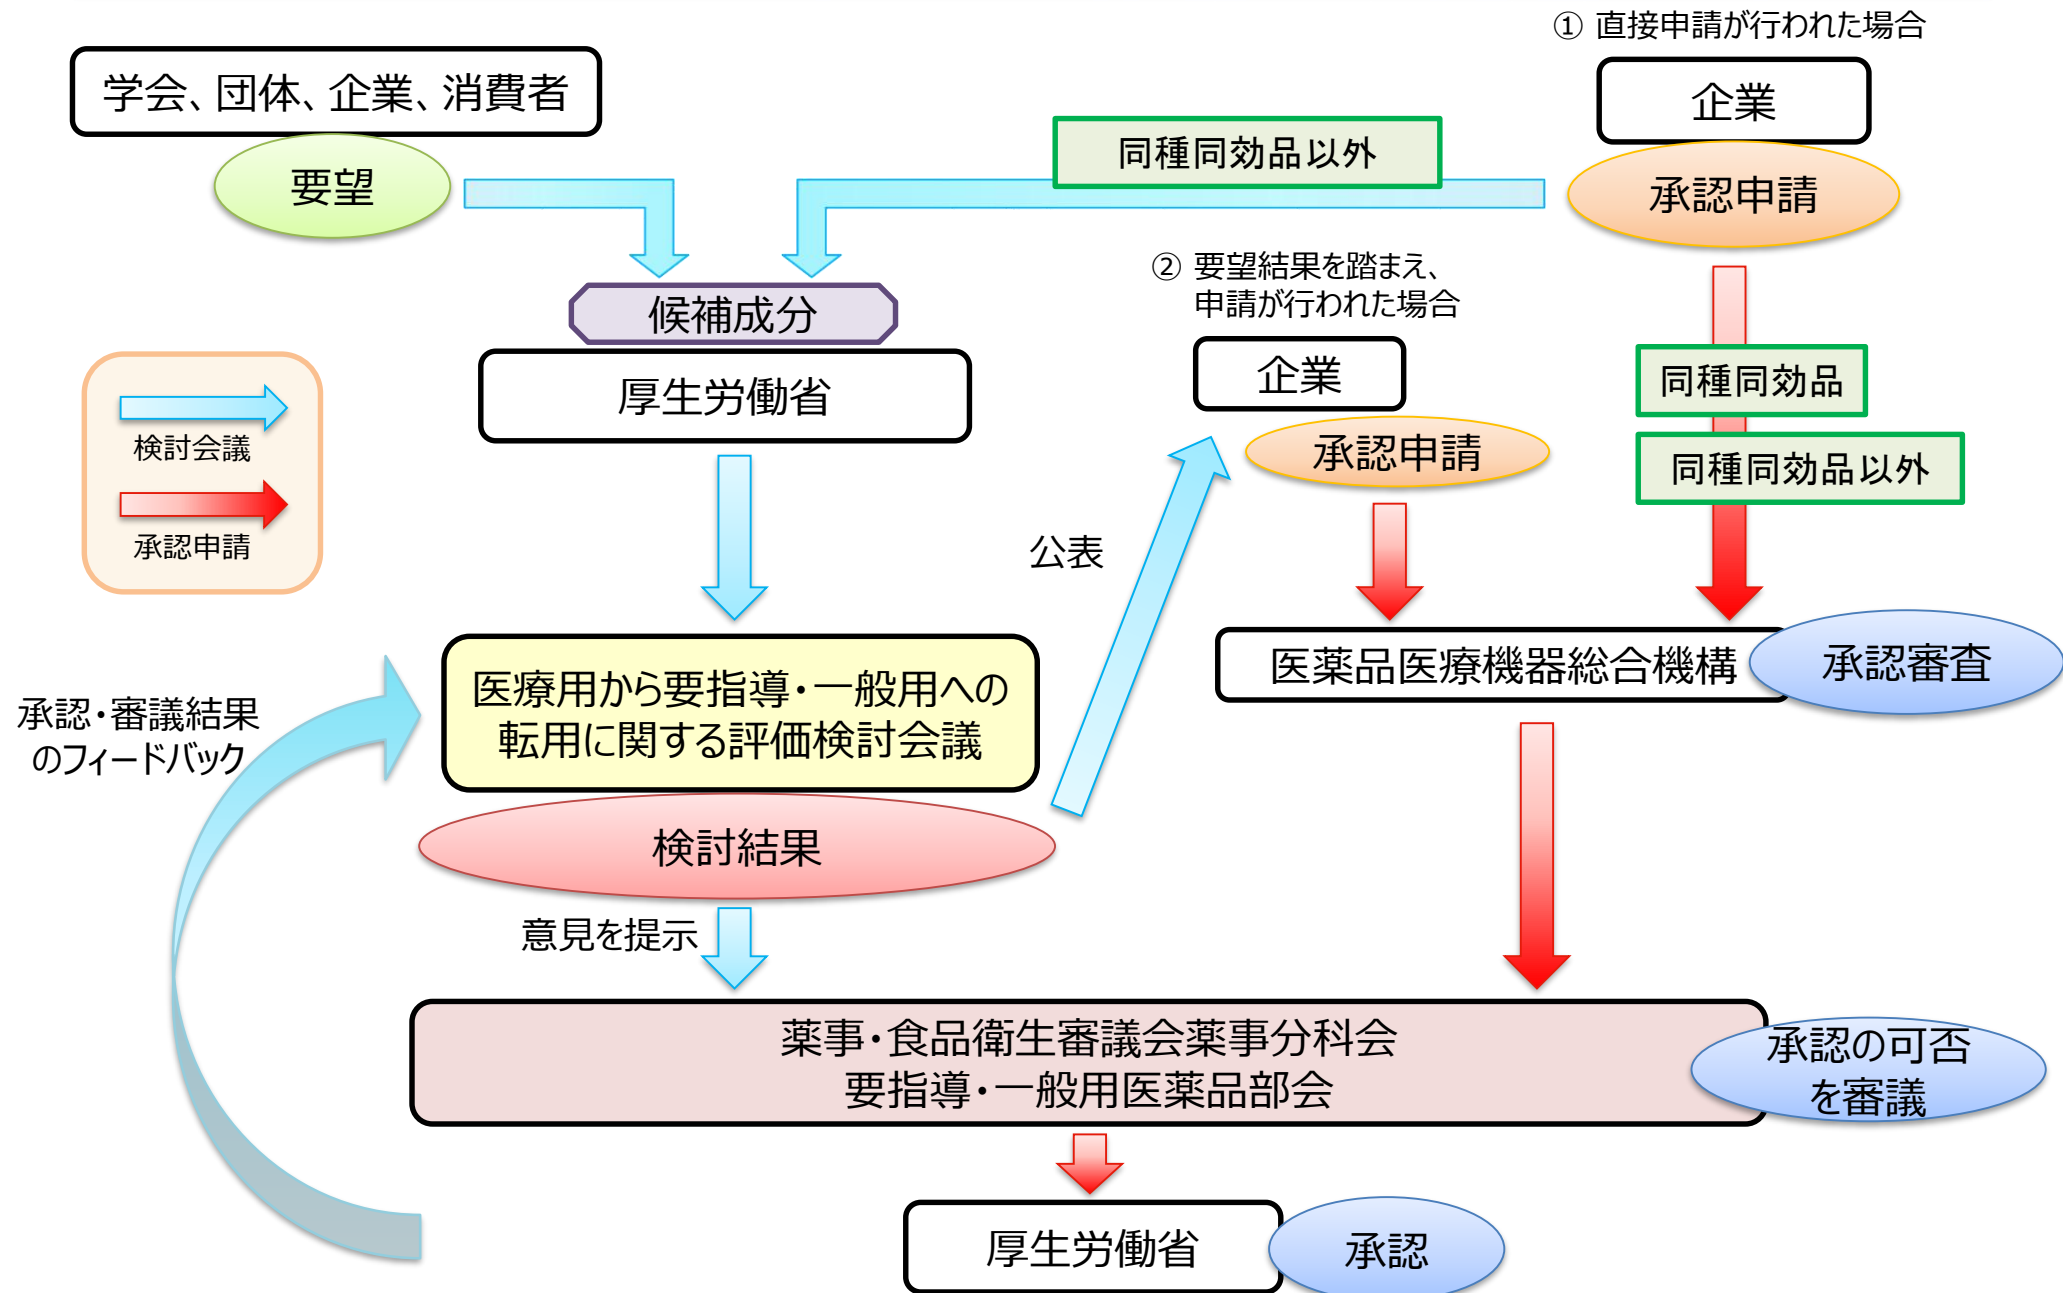 ① 直接申請が行われた場合
学会、団体、企業、消費者
要望
企業
承認申請
同種同効品以外
候補成分
厚生労働省
② 要望結果を踏まえ、
申請が行われた場合
企業
承認申請
同種同効品
同種同効品以外
検討会議
承認申請
公表
医療用から要指導・一般用への
転用に関する評価検討会議
検討結果
医薬品医療機器総合機構
承認審査
承認・審議結果
のフィードバック
意見を提示
薬事・食品衛生審議会薬事分科会
要指導・一般用医薬品部会
承認の可否
を審議
厚生労働省
承認